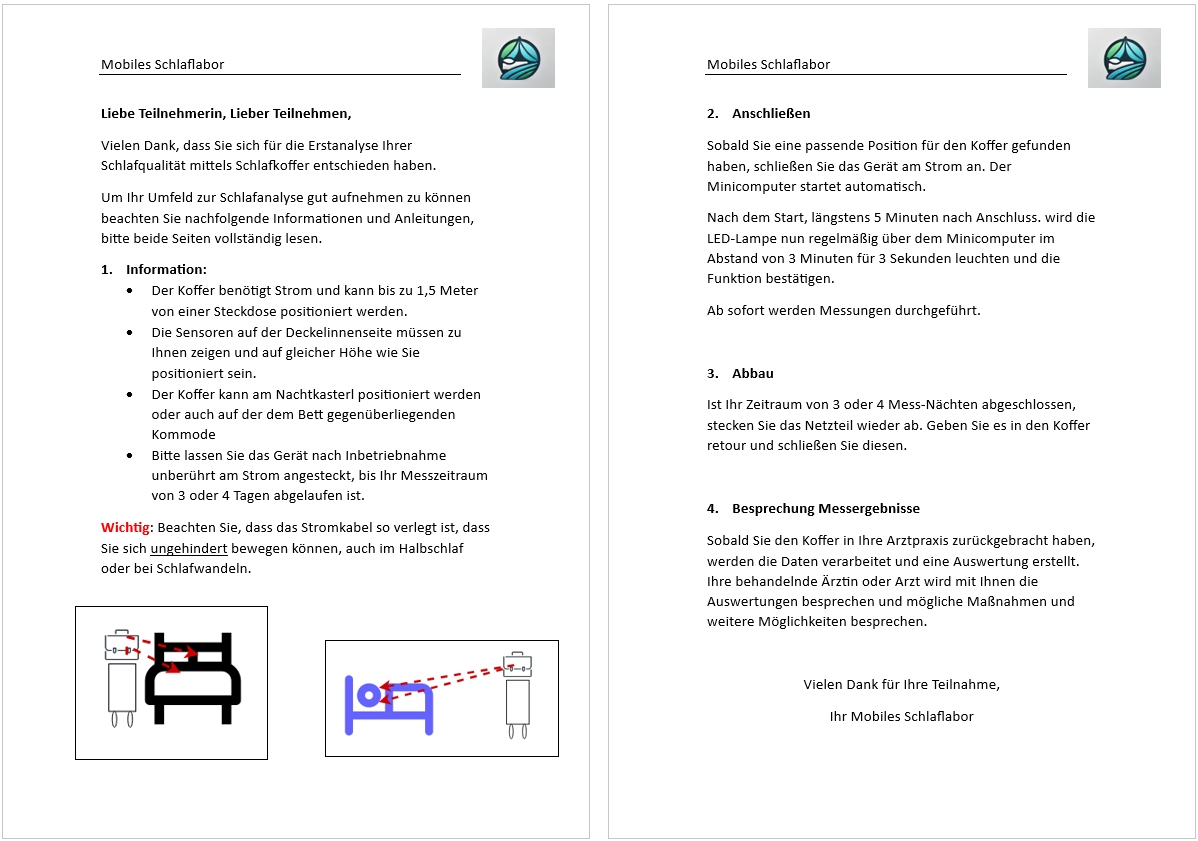 Mobiles Schlaflabor
Liebe Teilnehmerin, Lieber Teilnehmen,
Vielen Dank, dass Sie sich für die Erstanalyse Ihrer
Schlafqualität mittels Schlafkoffer entschieden haben.
Um Ihr Umfeld zur Schlafanalyse gut aufnehmen zu können
beachten Sie nachfolgende Informationen und Anleitungen,
bitte beide Seiten vollständig lesen.
1. Information:
• Der Koffer benötigt Strom und kann bis zu 1,5 Meter
von einer Steckdose positioniert werden.
• Die Sensoren auf der Deckelinnenseite müssen zu
Ihnen zeigen und auf gleicher Höhe wie Sie
positioniert sein.
• Der Koffer kann am Nachtkasterl positioniert werden
oder auch auf der dem Bett gegenüberliegenden
Kommode
• Bitte lassen Sie das Gerät nach Inbetriebnahme
unberührt am Strom angesteckt, bis Ihr Messzeitraum
von 3 oder 4 Tagen abgelaufen ist.
Wichtig: Beachten Sie, dass das Stromkabel so verlegt ist, dass
Sie sich ungehindert bewegen können, auch im Halbschlaf
oder bei Schlafwandeln.
Mobiles Schlaflabor
2. Anschließen
Sobald Sie eine passende Position für den Koffer gefunden
haben, schließen Sie das Gerät am Strom an. Der
Minicomputer startet automatisch.
Nach dem Start, längstens 5 Minuten nach Anschluss. wird die
LED-Lampe nun regelmäßig über dem Minicomputer im
Abstand von 3 Minuten für 3 Sekunden leuchten und die
Funktion bestätigen.
Ab sofort werden Messungen durchgeführt.
3. Abbau
Ist Ihr Zeitraum von 3 oder 4 Mess-Nächten abgeschlossen,
stecken Sie das Netzteil wieder ab. Geben Sie es in den Koffer
retour und schließen Sie diesen.
4. Besprechung Messergebnisse
Sobald Sie den Koffer in Ihre Arztpraxis zurückgebracht haben,
werden die Daten verarbeitet und eine Auswertung erstellt.
Ihre behandelnde Ärztin oder Arzt wird mit Ihnen die
Auswertungen besprechen und mögliche Maßnahmen und
weitere Möglichkeiten besprechen.
Vielen Dank für Ihre Teilnahme,
Ihr Mobiles Schlaflabor